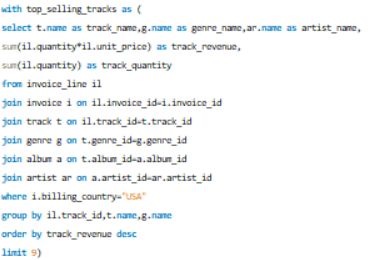 with top_selling_tracks as (
select t.name as track_name,g.name as genre_name,ar.name as artist_name,
sum(il.quantity*il.unit_price) as track_revenue,
sum(il.quantity) as track_quantity
from invoice_line il
join invoice i on il.invoice_id=i.invoice_id
join track t on il.track_id=t.track_id
join genre g on t.genre_id=g.genre_id
join album a on t.album_id=a.album_id
join artist ar on a.artist_id=ar.artist_id
where i.billing_country="USA"
group by il.track_id,t.name,g.name
order by track_revenue desc
limit 9)